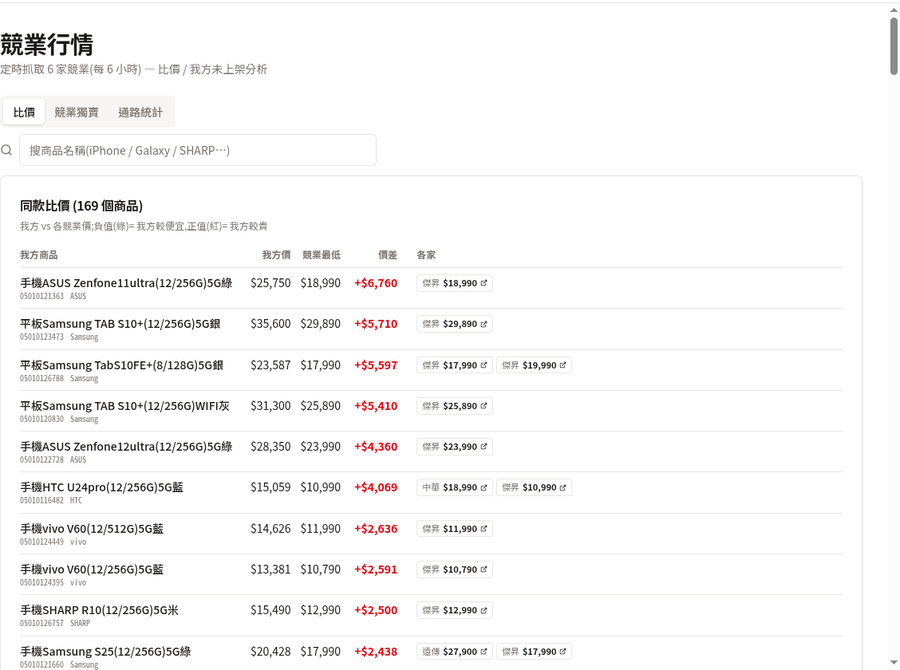 競業行情
定時抓取 6 家競業(每 6 小時) — 比價 / 我方未上架分析
比價 競業獨賣 通路統計
搜商品名稱(iPhone / Galaxy / SHARP⋯)
同款比價 (169 個商品)
我方 vs 各競業價;負值(綠)= 我方較便宜,正值(紅)= 我方較貴
我方商品 我方價 競業最低 價差 各家
手機ASUS Zenfone11ultra(12/256G)5G綠 $25,750 $18,990 +$6,760 傑昇 $18,990
05010121363 ASUS
平板Samsung TAB S10+(12/256G)5G銀 $35,600 $29,890 +$5,710 傑昇 $29,890
05010123473 Samsung
平板Samsung TabS10FE+(8/128G)5G銀 $23,587 $17,990 +$5,597 傑昇 $17,990 傑昇 $19,990
05010126788 Samsung
平板Samsung TAB S10+(12/256G)WIFI灰 $31,300 $25,890 +$5,410 傑昇 $25,890
05010120830 Samsung
手機ASUS Zenfone12ultra(12/256G)5G綠 $28,350 $23,990 +$4,360 傑昇 $23,990
05010122728 ASUS
手機HTC U24pro(12/256G)5G藍 $15,059 $10,990 +$4,069 中華 $18,990 傑昇 $10,990
05010116482 HTC
手機vivo V60(12/512G)5G藍 $14,626 $11,990 +$2,636 傑昇 $11,990
05010124449 vivo
手機vivo V60(12/256G)5G藍 $13,381 $10,790 +$2,591 傑昇 $10,790
05010124395 vivo
手機SHARP R10(12/256G)5G米 $15,490 $12,990 +$2,500 傑昇 $12,990
05010126757 SHARP
手機Samsung S25(12/256G)5G綠 $20,428 $17,990 +$2,438 遠傳 $27,900 傑昇 $17,990
05010121660 Samsung